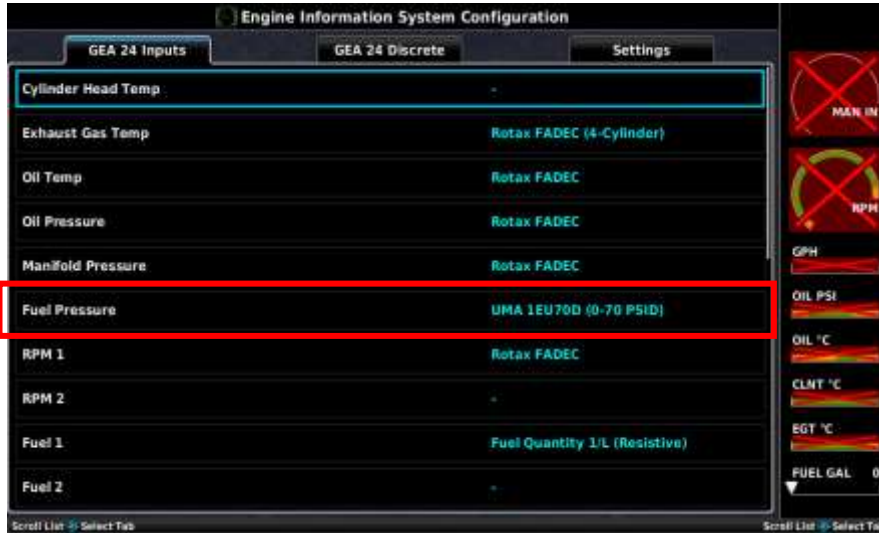 Engine Information System Configuration
GEA 24 Inputs GEA 24 Discrete Settings
Cylinder Head Temp -
Exhaust Gas Temp Rotax FADEC (4-Cylinder)
Oil Temp Rotax FADEC
Oil Pressure Rotax FADEC
Manifold Pressure Rotax FADEC
Fuel Pressure UMA 1EU70D (0-70 PSID)
RPM 1 Rotax FADEC
RPM 2 -
Fuel 1 Fuel Quantity 1/L (Resistive)
Fuel 2 -
Scroll List Select Tab
MAN IN
RPM
GPH
OIL PSI
OIL °C
CLNT °C
EGT °C
FUEL GAL 0
Scroll List Select Ta